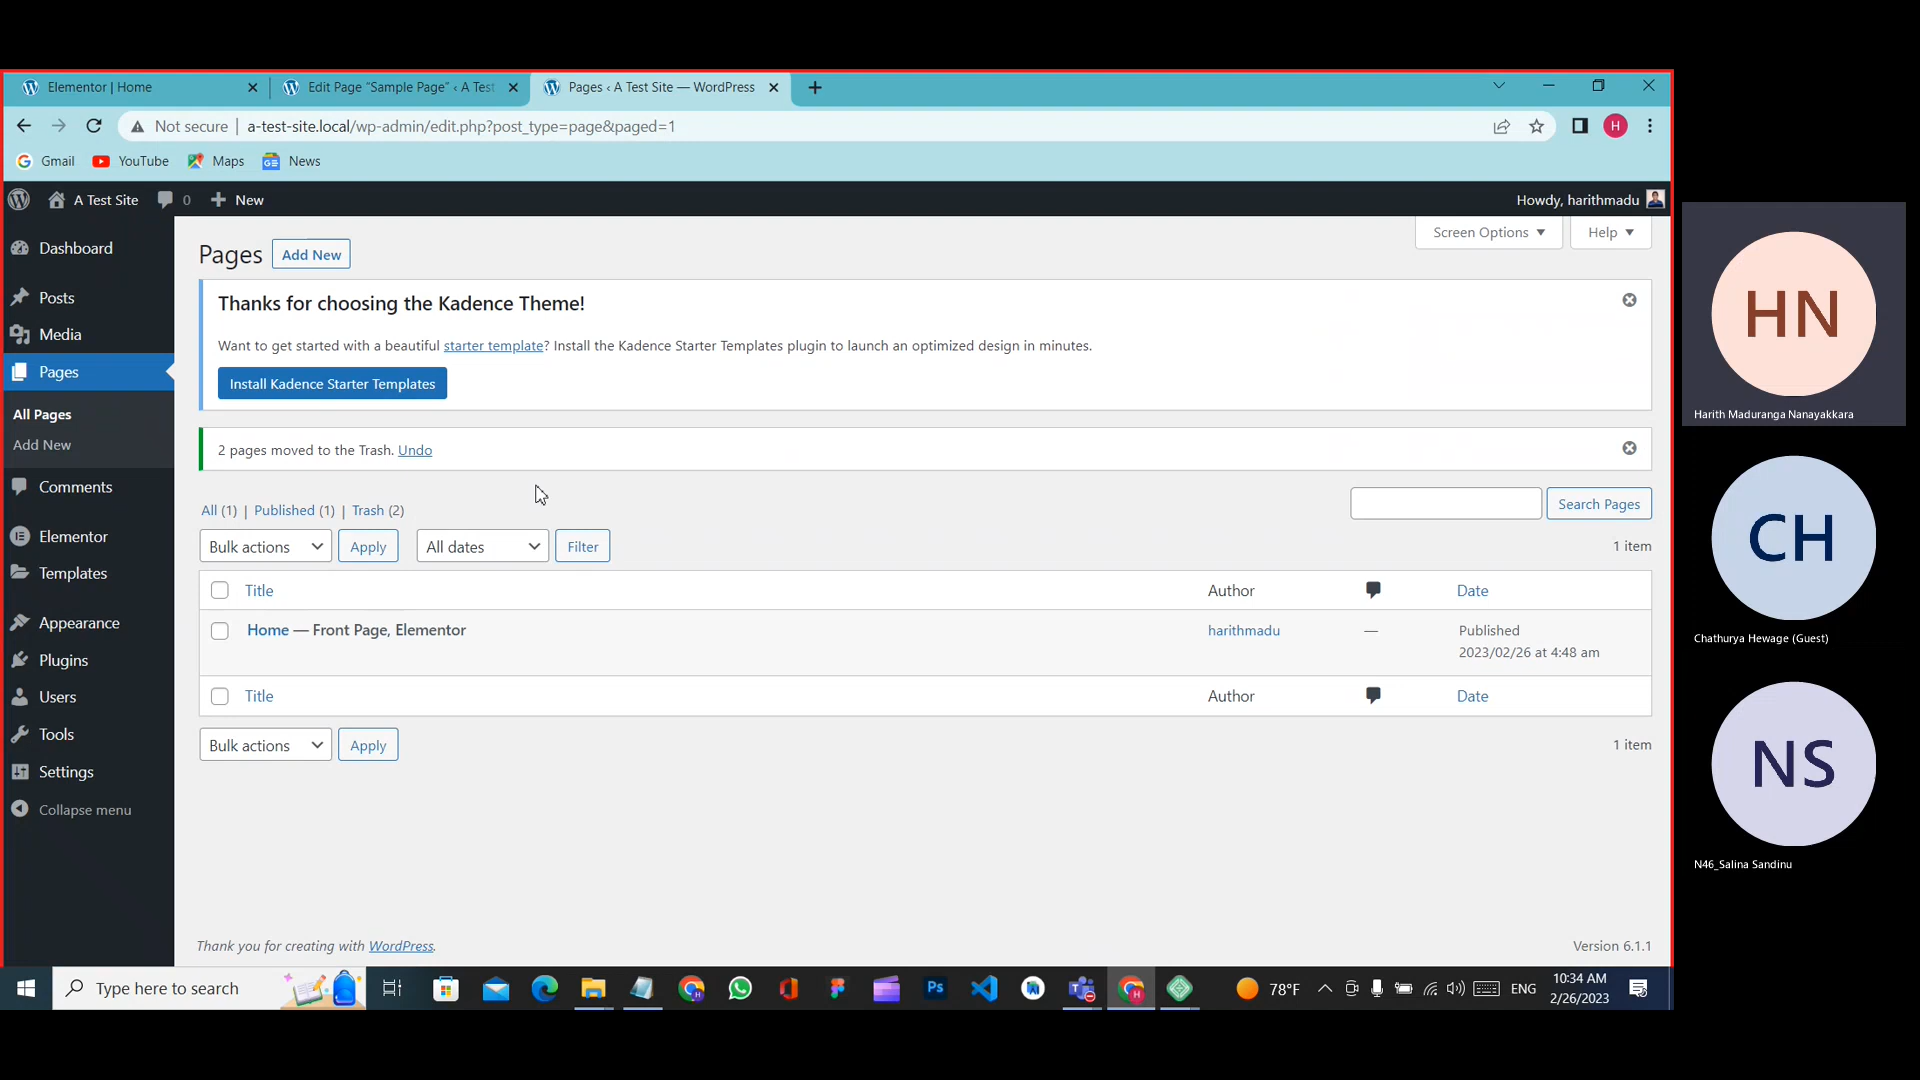 Elementor | Home
Edit Page “Sample Page” ‹ A Test
Pages ‹ A Test Site — WordPress
Not secure | a-test-site.local/wp-admin/edit.php?post_type=page&paged=1
H
Gmail YouTube Maps News
A Test Site 0 New
Howdy, harithmadu
Dashboard
Posts
Media
Pages
All Pages
Add New
Comments
Elementor
Templates
Appearance
Plugins
Users
Tools
Settings
Collapse menu
Screen Options ▼ Help ▼
Pages Add New
Thanks for choosing the Kadence Theme!
Want to get started with a beautiful starter template? Install the Kadence Starter Templates plugin to launch an optimized design in minutes.
Install Kadence Starter Templates
2 pages moved to the Trash. Undo
All (1) | Published (1) | Trash (2)
Search Pages
Bulk actions Apply All dates Filter 1 item
Title Author Date
Home — Front Page, Elementor harithmadu — Published
2023/02/26 at 4:48 am
Title Author Date
Bulk actions Apply 1 item
Thank you for creating with WordPress.
Version 6.1.1
Type here to search
78°F
ENG
10:34 AM
2/26/2023
HN
Harith Maduranga Nanayakkara
CH
Chathurya Hewage (Guest)
NS
N46_Salina Sandinu